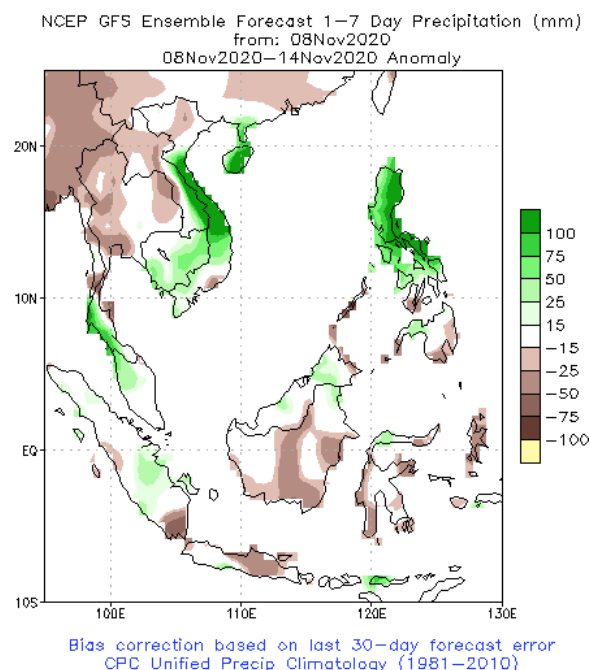 NCEP GFS Ensemble Forecast 1-7 Day Precipitation (mm)
from: 08Nov2020
08Nov2020-14Nov2020 Anomaly
20N
10N
EQ
10S
100E
110E
120E
130E
100
75
50
25
15
-15
-25
-50
-75
-100
Bias correction based on last 30-day forecast error
CPC Unified Precip Climatology (1981-2010)